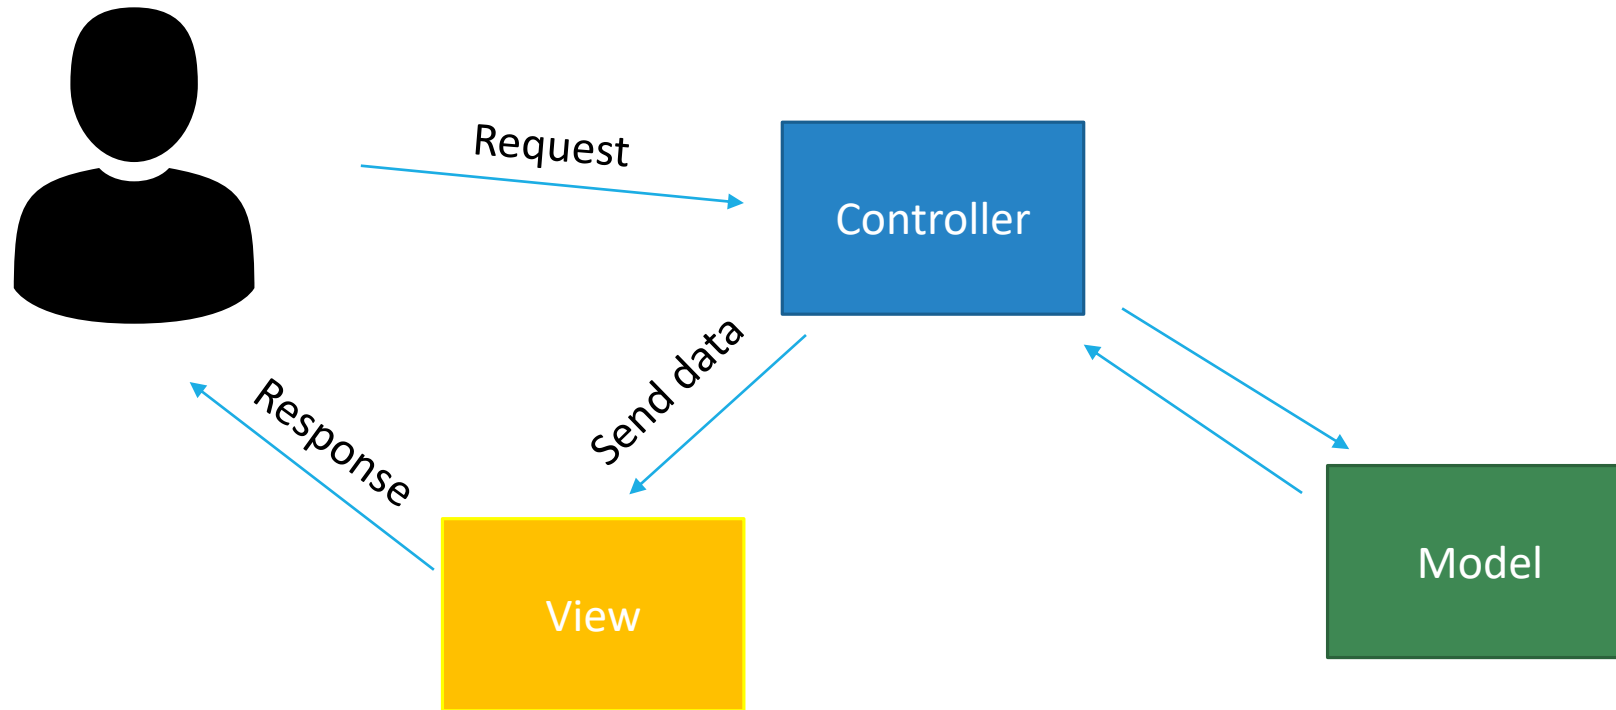 Request
Controller
Send data
Response
Model
View